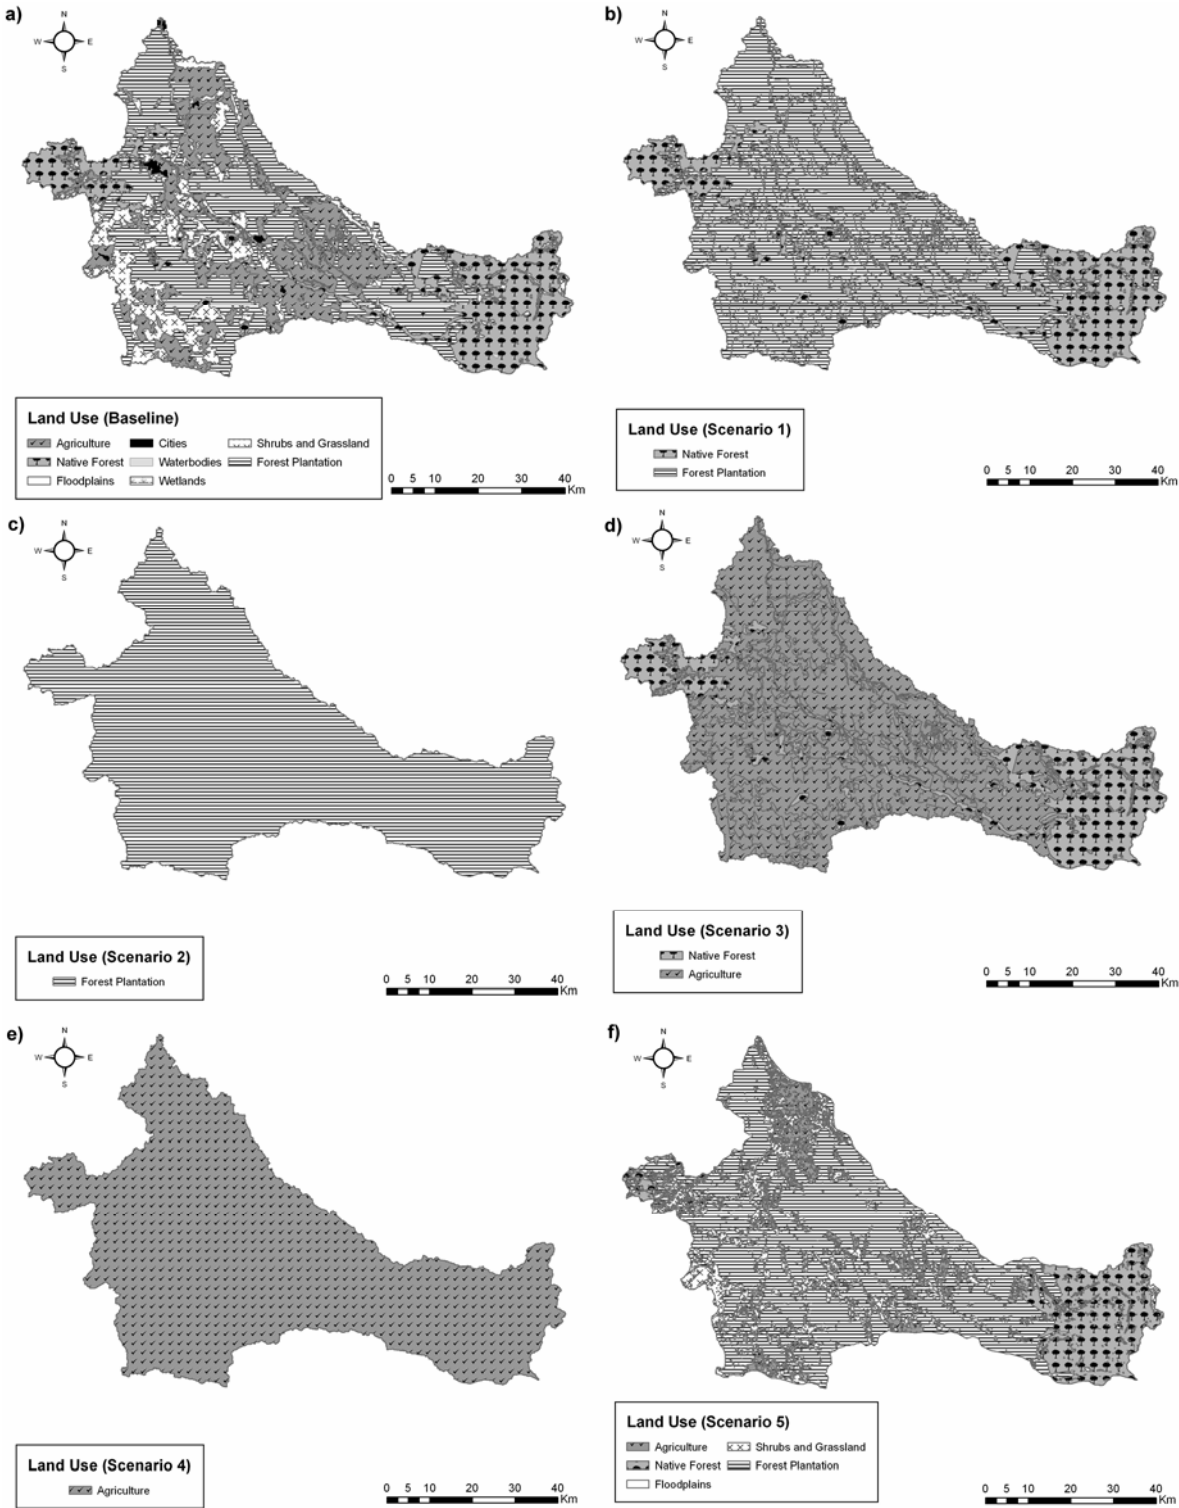 a)
N
W E
S
Land Use (Baseline)
Agriculture Cities Shrubs and Grassland
Native Forest Waterbodies Forest Plantation
Floodplains Wetlands
0 5 10 20 30 40
Km
b)
N
W E
S
Land Use (Scenario 1)
Native Forest
Forest Plantation
0 5 10 20 30 40
Km
c)
N
W E
S
Land Use (Scenario 2)
Forest Plantation
0 5 10 20 30 40
Km
d)
N
W E
S
Land Use (Scenario 3)
Native Forest
Agriculture
0 5 10 20 30 40
Km
e)
N
W E
S
Land Use (Scenario 4)
Agriculture
0 5 10 20 30 40
Km
f)
N
W E
S
Land Use (Scenario 5)
Agriculture Shrubs and Grassland
Native Forest Forest Plantation
Floodplains
0 5 10 20 30 40
Km